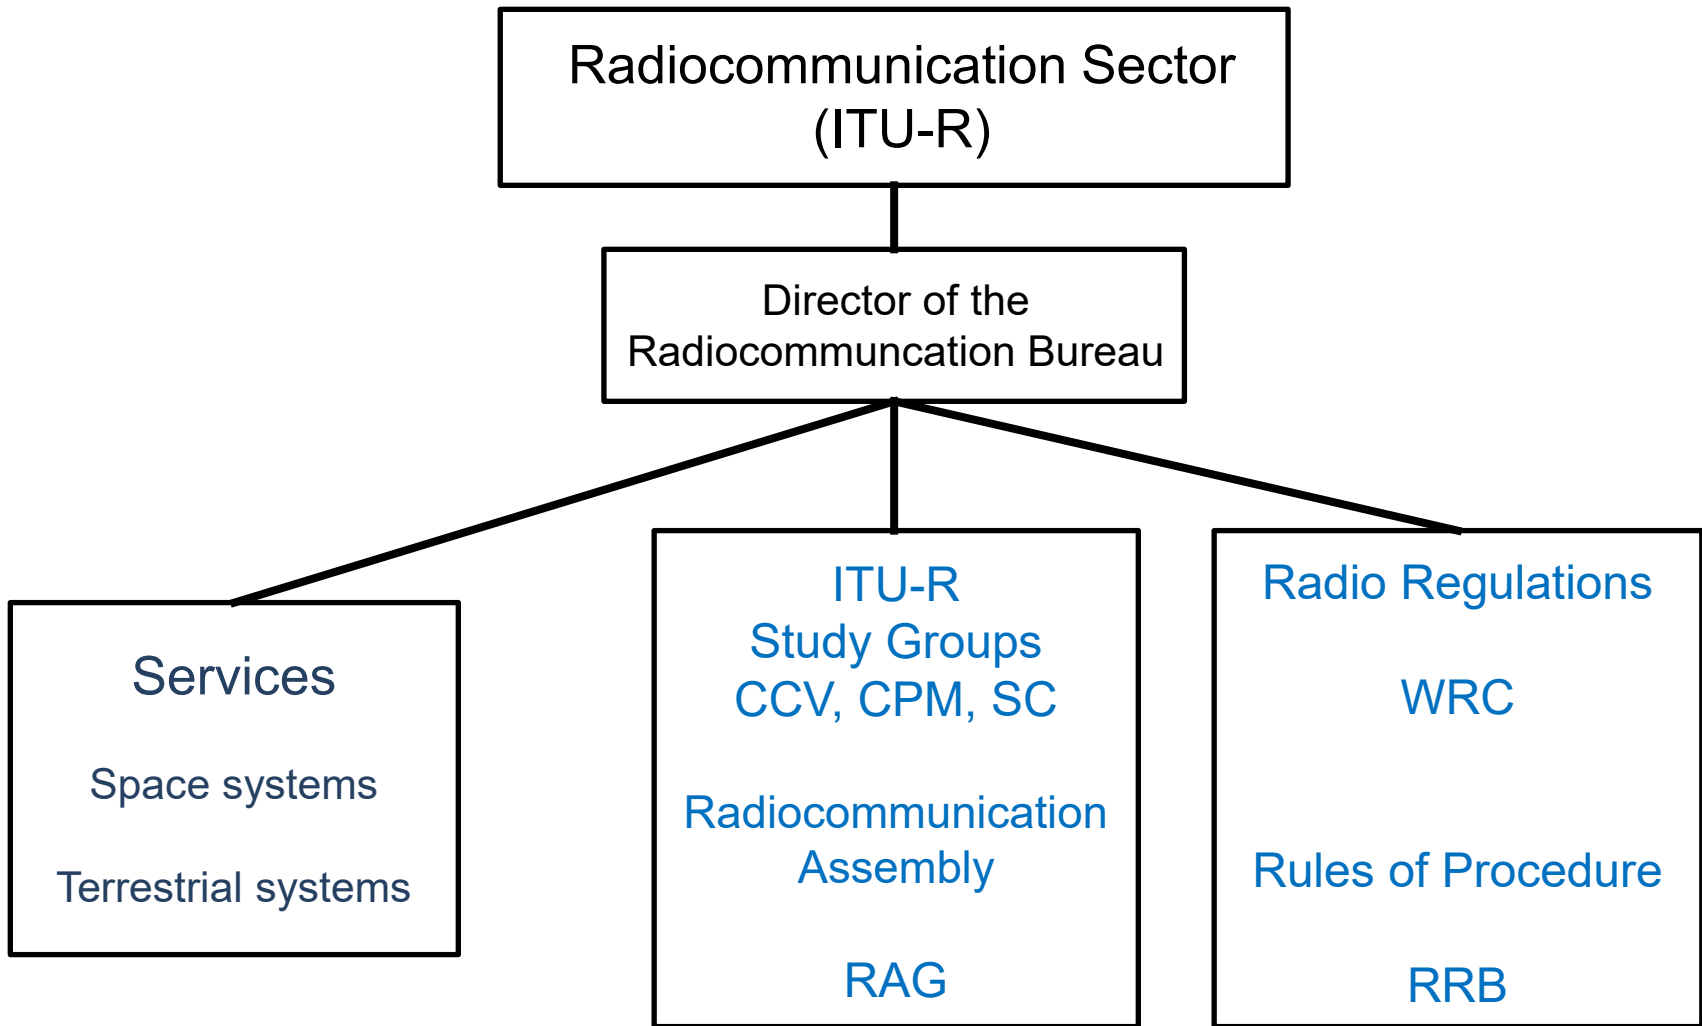 Radiocommunication Sector
(ITU-R)
Director of the
Radiocommuncation Bureau
Services
Space systems
Terrestrial systems
ITU-R
Study Groups
CCV, CPM, SC
Radiocommunication
Assembly
RAG
Radio Regulations
WRC
Rules of Procedure
RRB